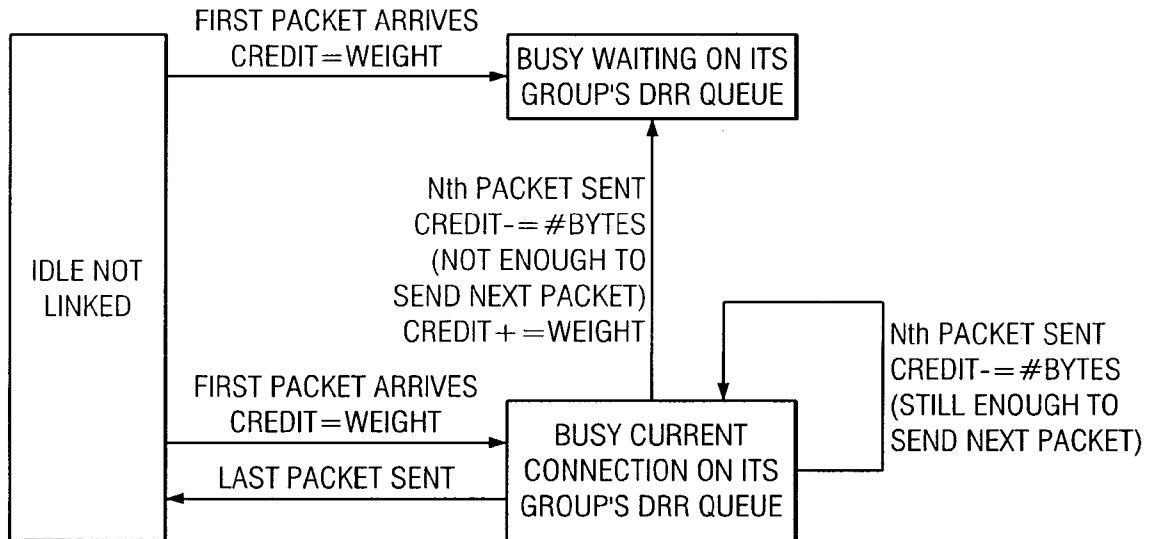 FIRST PACKET ARRIVES
CREDIT=WEIGHT
BUSY WAITING ON ITS
GROUP'S DRR QUEUE
Nth PACKET SENT
CREDIT-=#BYTES
(NOT ENOUGH TO
SEND NEXT PACKET)
CREDIT+=WEIGHT
IDLE NOT
LINKED
Nth PACKET SENT
CREDIT-=#BYTES
(STILL ENOUGH TO
SEND NEXT PACKET)
FIRST PACKET ARRIVES
CREDIT=WEIGHT
BUSY CURRENT
CONNECTION ON ITS
GROUP'S DRR QUEUE
LAST PACKET SENT